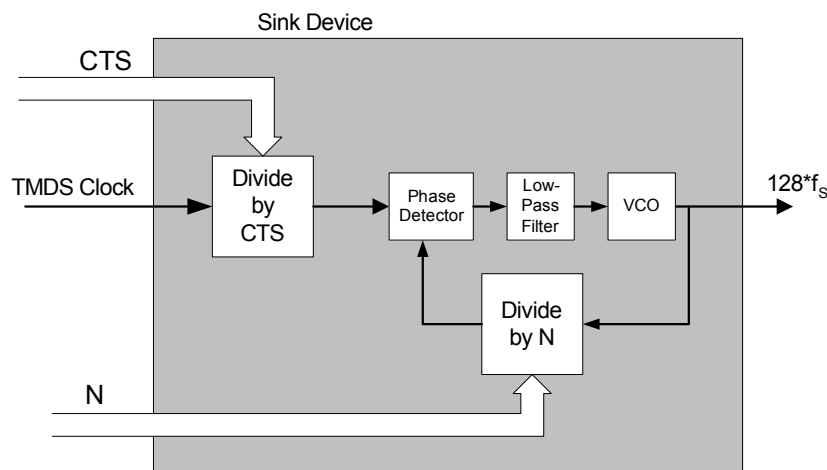 Sink Device
CTS
TMDS Clock
Divide
by
CTS
Phase
Detector
Low-
Pass
Filter
VCO
128*fS
Divide
by N
N